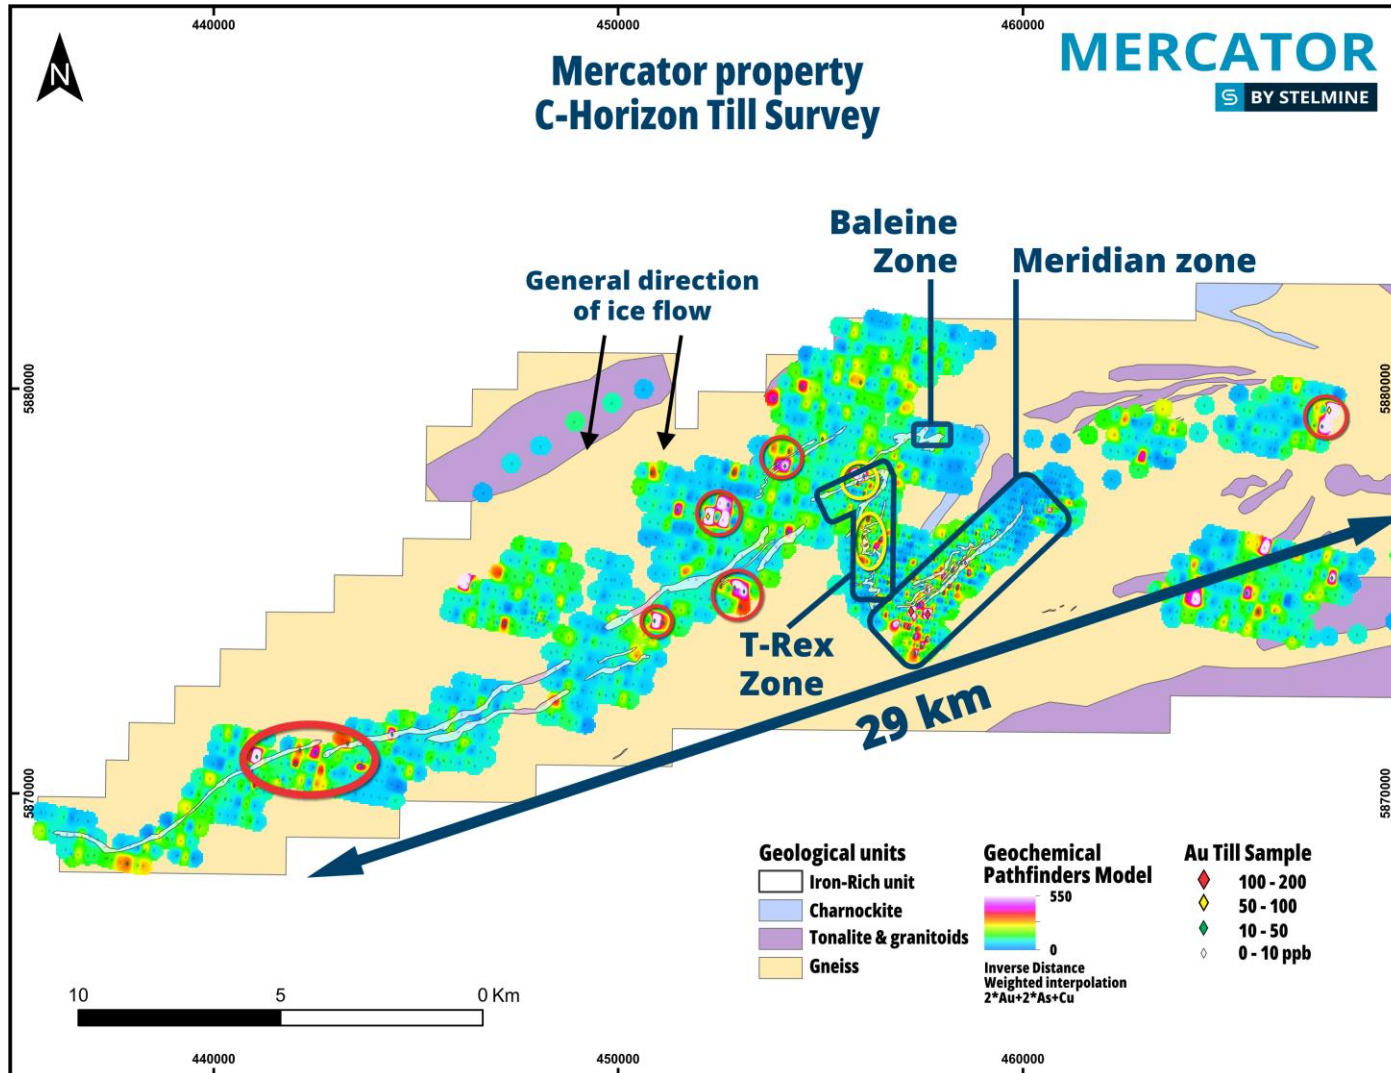 440000
450000
460000
N
Mercator property
C-Horizon Till Survey
MERCATOR
S BY STELMINE
Baleine
Zone
Meridian zone
General direction
of ice flow
5880000
5880000
T-Rex
Zone
29 km
5870000
5870000
Geological units
Iron-Rich unit
Charnockite
Tonalite & granitoids
Gneiss
Geochemical
Pathfinders Model
550
0
Inverse Distance
Weighted interpolation
2*Au+2*As+Cu
Au Till Sample
100 - 200
50 - 100
10 - 50
0 - 10 ppb
10 5 0 Km
440000
450000
460000